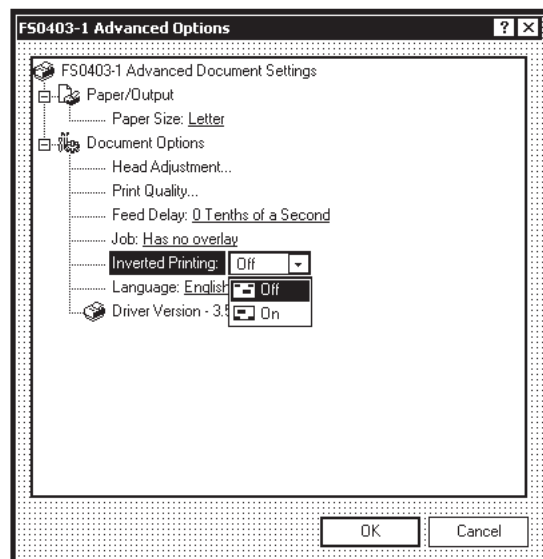 FS0403-1 Advanced Options
FS0403-1 Advanced Document Settings
Paper/Output
Paper Size: Letter
Document Options
Head Adjustment...
Print Quality...
Feed Delay: 0 Tenths of a Second
Job: Has no overlay
Inverted Printing: Off
Language: English
Off
Driver Version - 3.5
On
OK Cancel